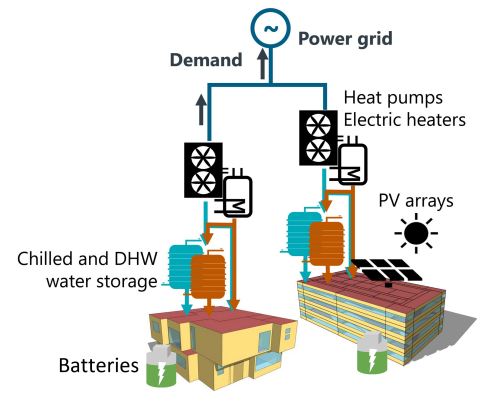 Power grid
Demand
Heat pumps
Electric heaters
PV arrays
Chilled and DHW
water storage
Batteries